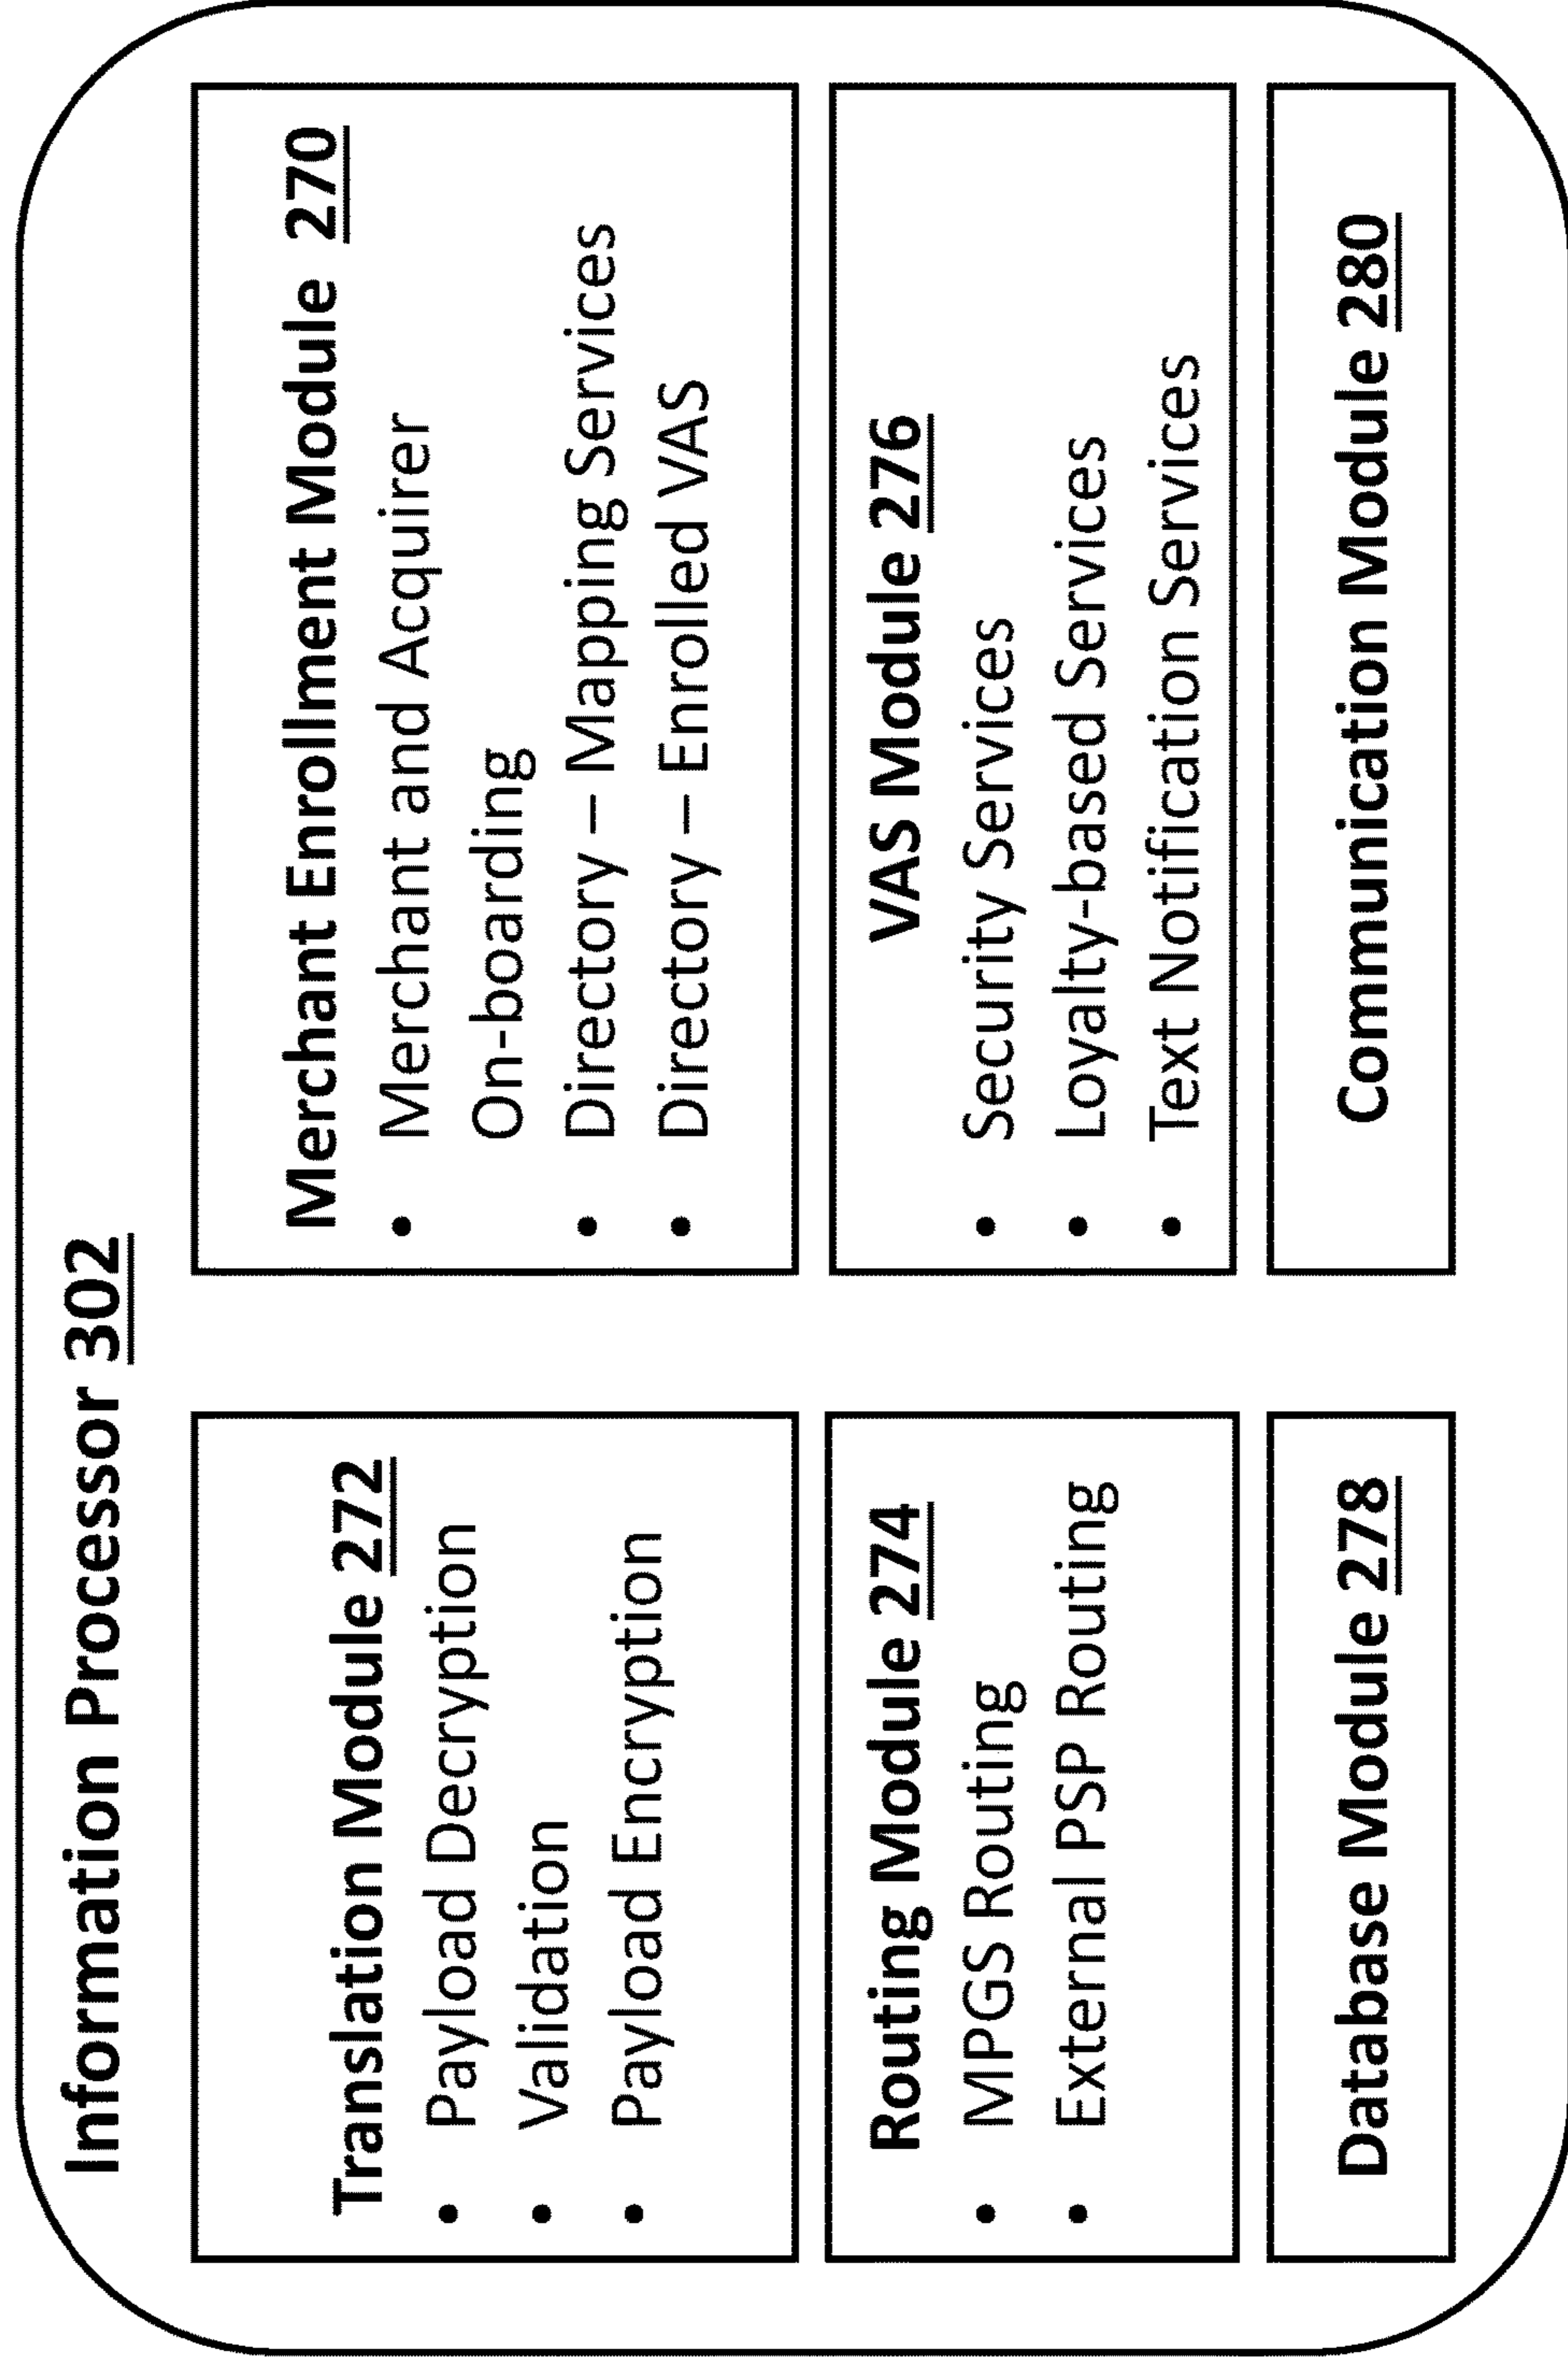 Information Processor 302
Translation Module 272
• Payload Decryption
• Validation
• Payload Encryption
Merchant Enrollment Module 270
• Merchant and Acquirer
On-boarding
• Directory – Mapping Services
• Directory – Enrolled VAS
Routing Module 274
• MPGS Routing
• External PSP Routing
VAS Module 276
• Security Services
• Loyalty-based Services
• Text Notification Services
Database Module 278
Communication Module 280